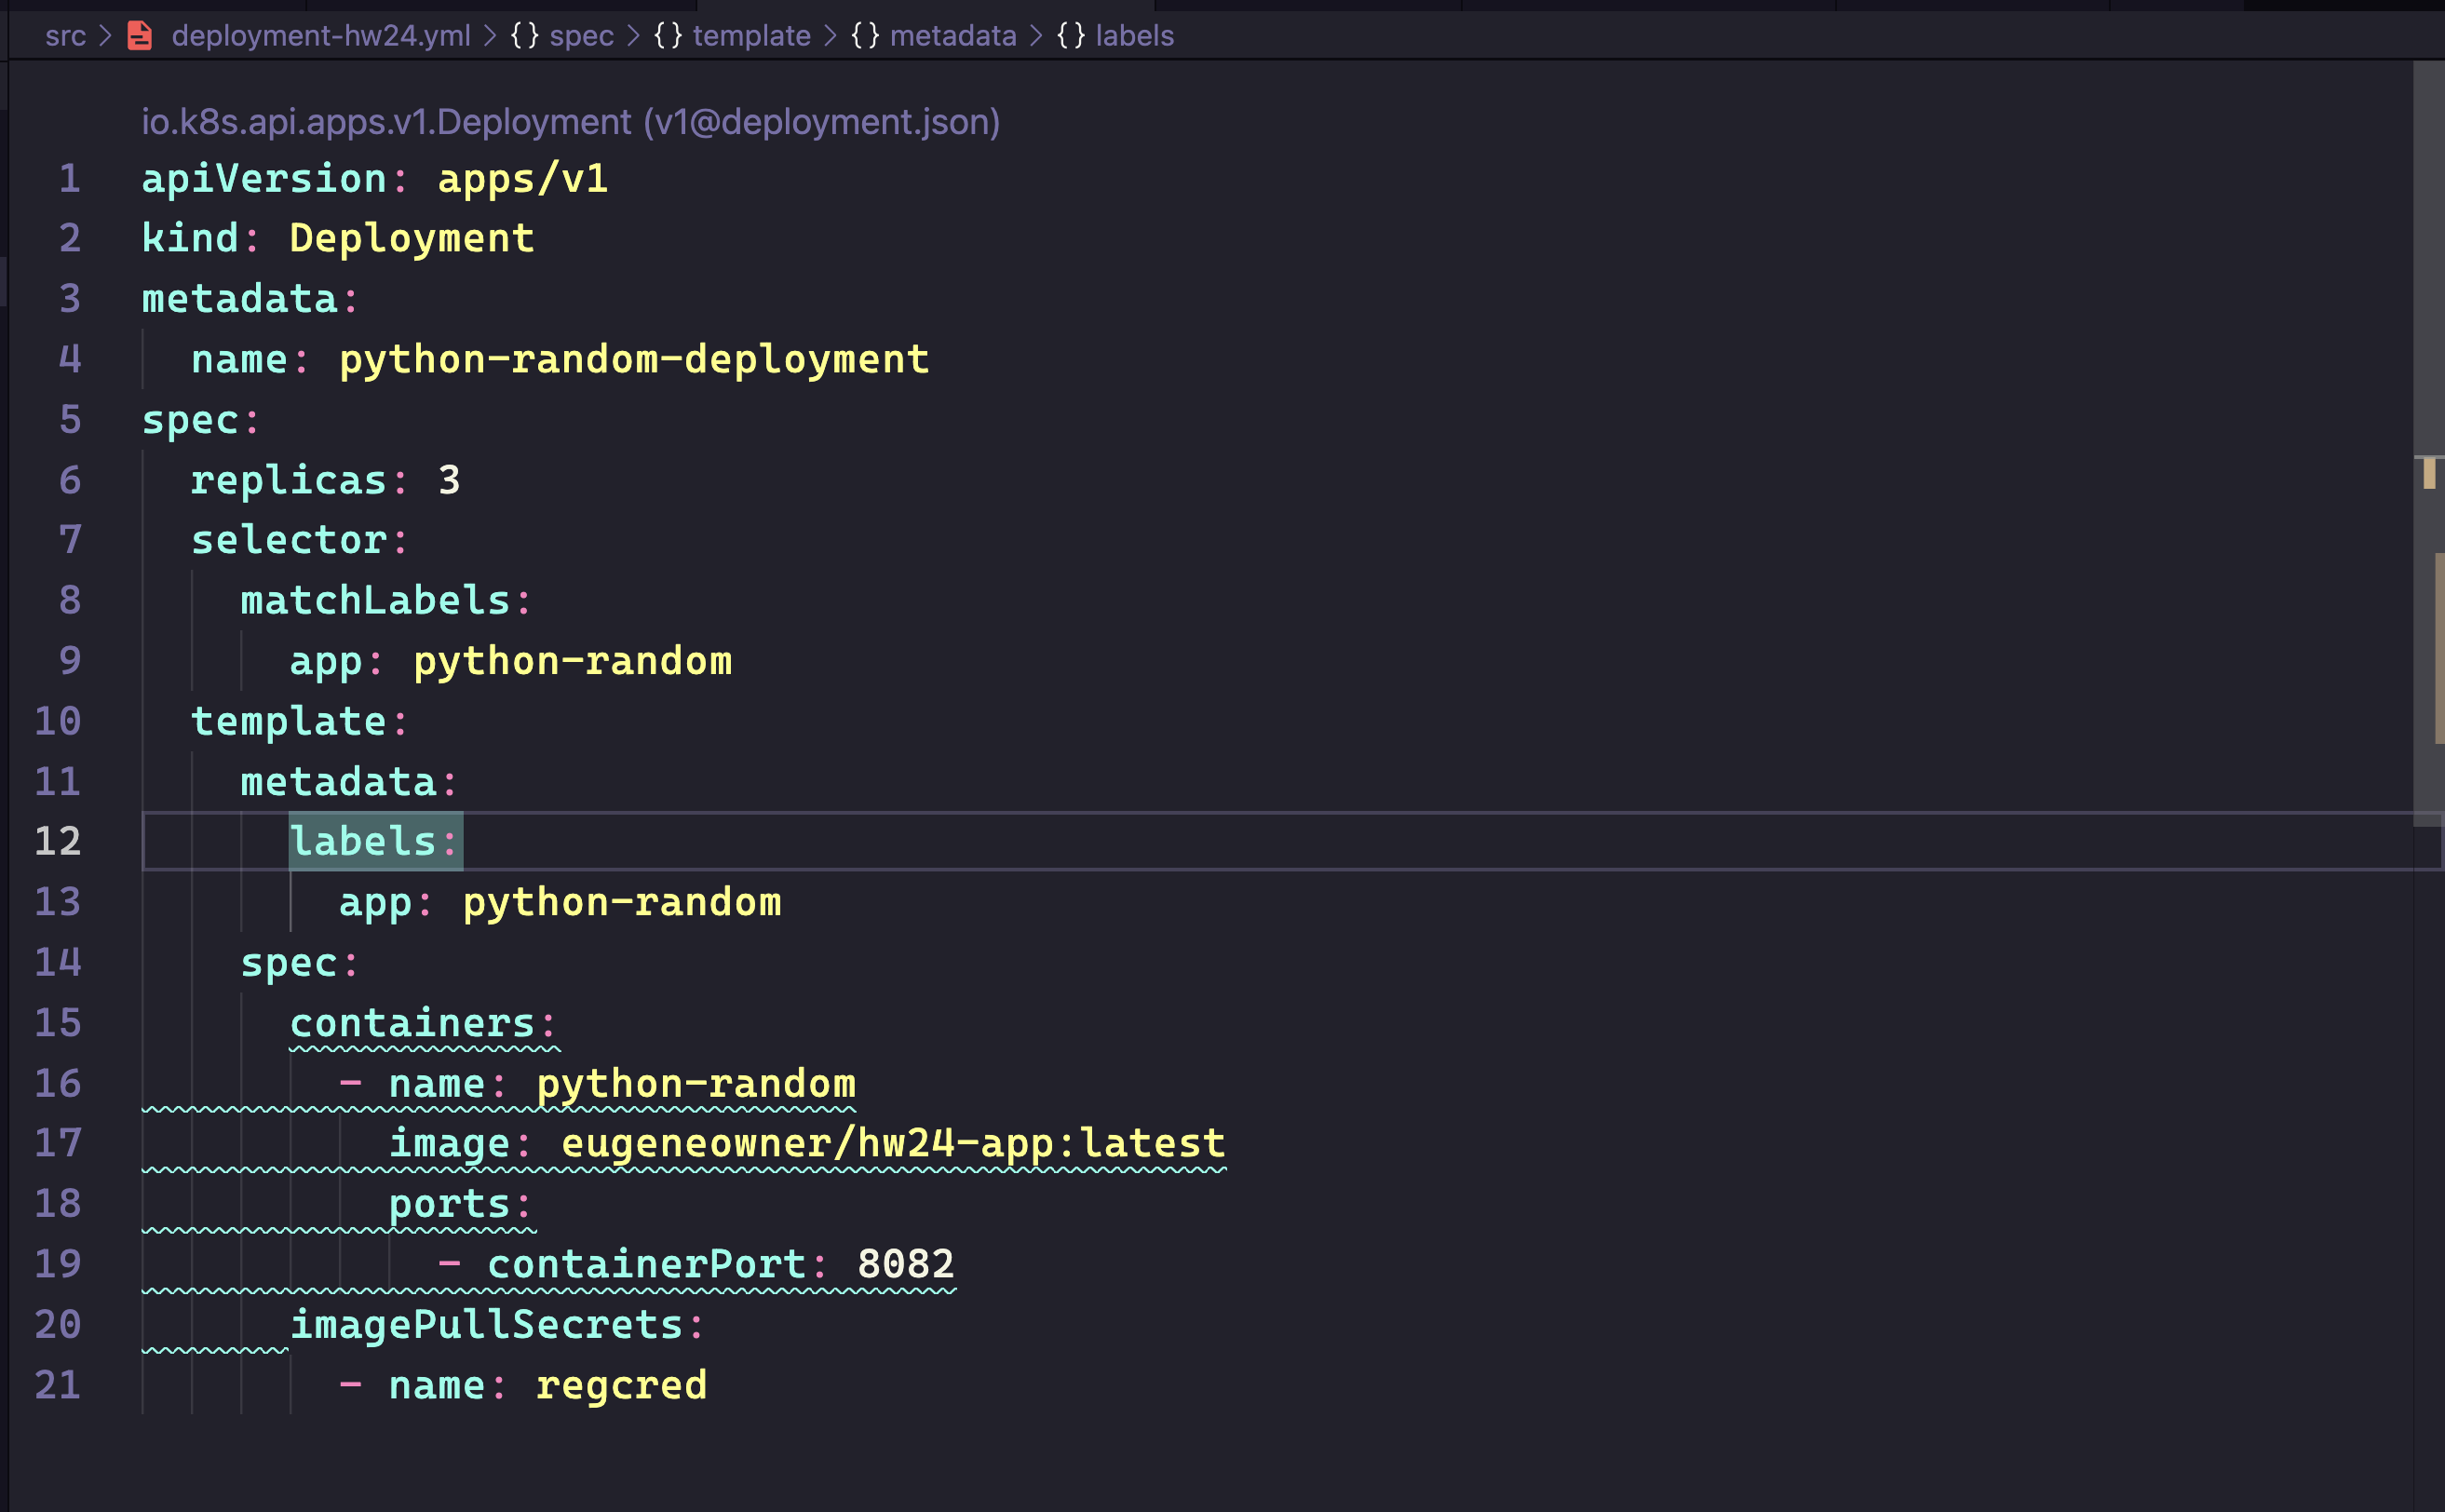 src > deployment-hw24.yml > {} spec > {} template > {} metadata > {} labels
io.k8s.api.apps.v1.Deployment (v1@deployment.json)
1 apiVersion: apps/v1
2 kind: Deployment
3 metadata:
4   name: python-random-deployment
5 spec:
6   replicas: 3
7   selector:
8     matchLabels:
9       app: python-random
10   template:
11     metadata:
12       labels:
13         app: python-random
14     spec:
15       containers:
16         - name: python-random
17           image: eugeneowner/hw24-app:latest
18           ports:
19             - containerPort: 8082
20       imagePullSecrets:
21         - name: regcred